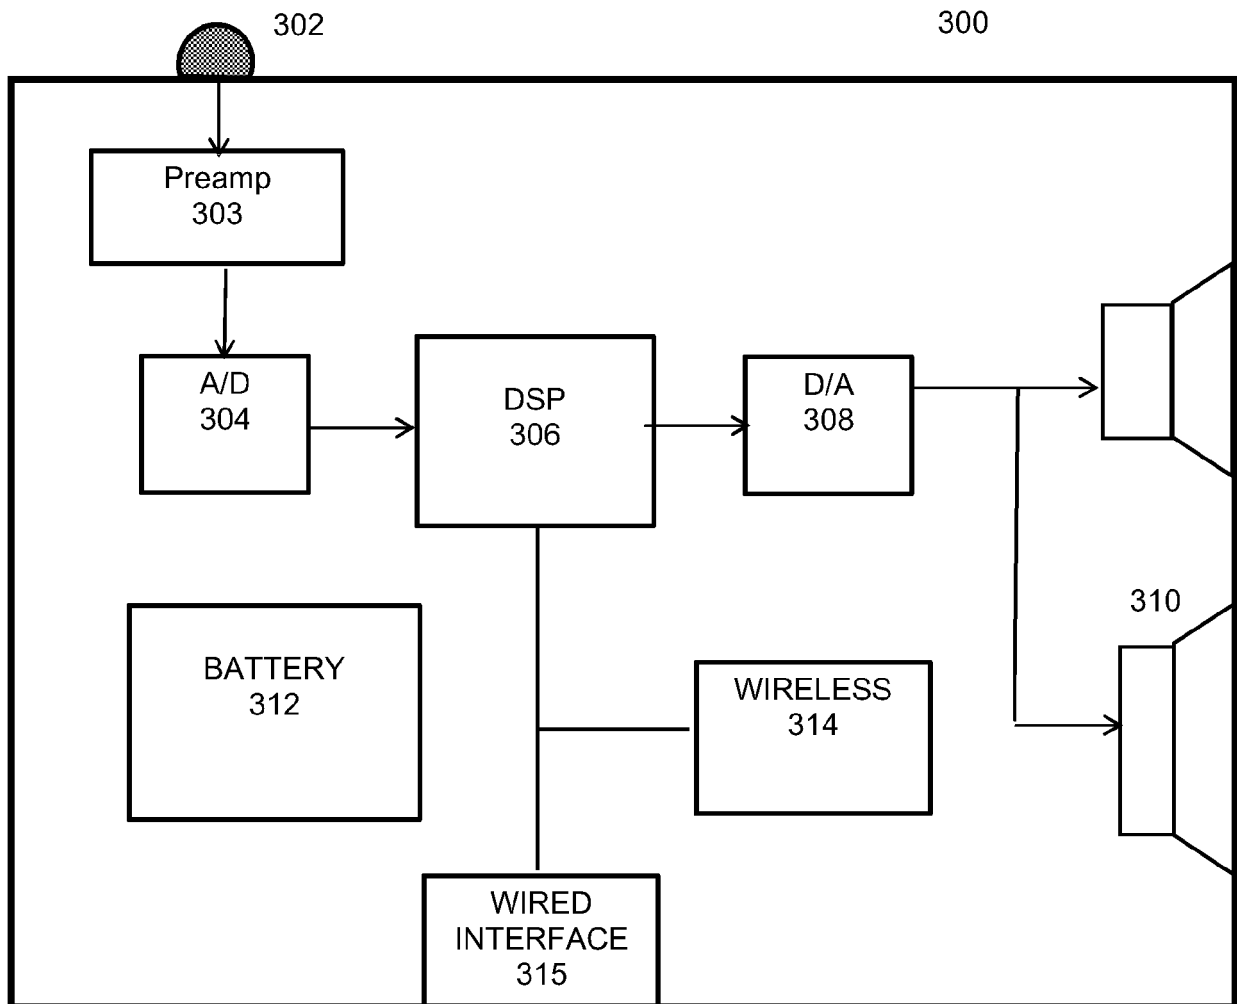 302
300
Preamp
303
A/D
304
DSP
306
D/A
308
310
BATTERY
312
WIRELESS
314
WIRED
INTERFACE
315